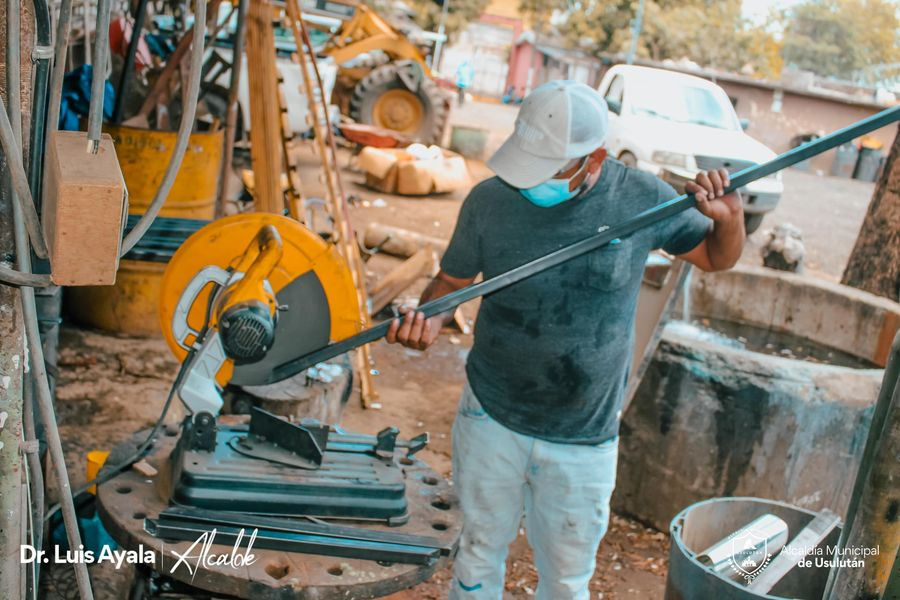 Dr. Luis Ayala | Alcalde
Alcaldía Municipal
de Usulután